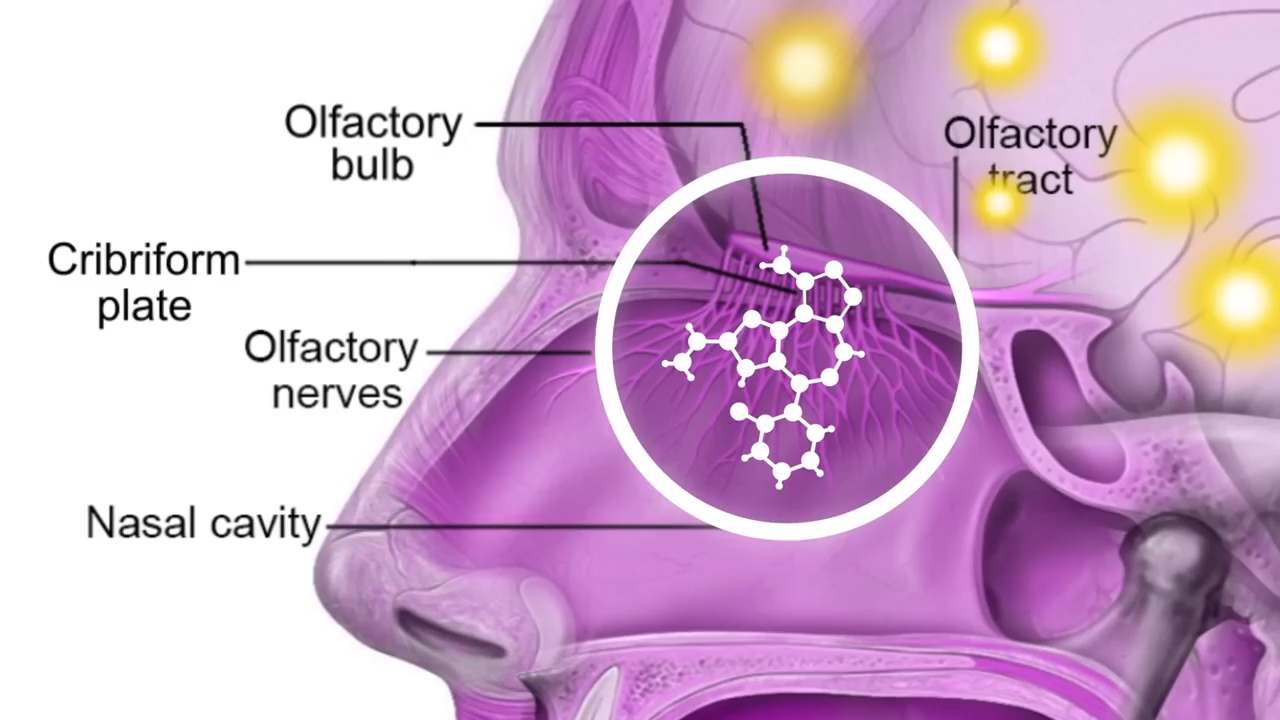 Olfactory
bulb
Olfactory
tract
Cribriform
plate
Olfactory
nerves
Nasal cavity